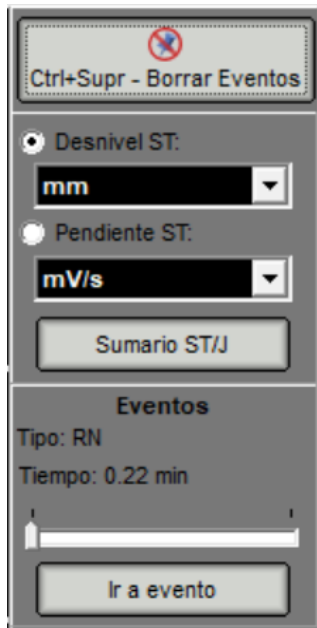 Ctrl+Supr - Borrar Eventos
Desnivel ST:
mm
Pendiente ST:
mV/s
Sumario ST/J
Eventos
Tipo: RN
Tiempo: 0.22 min
Ir a evento